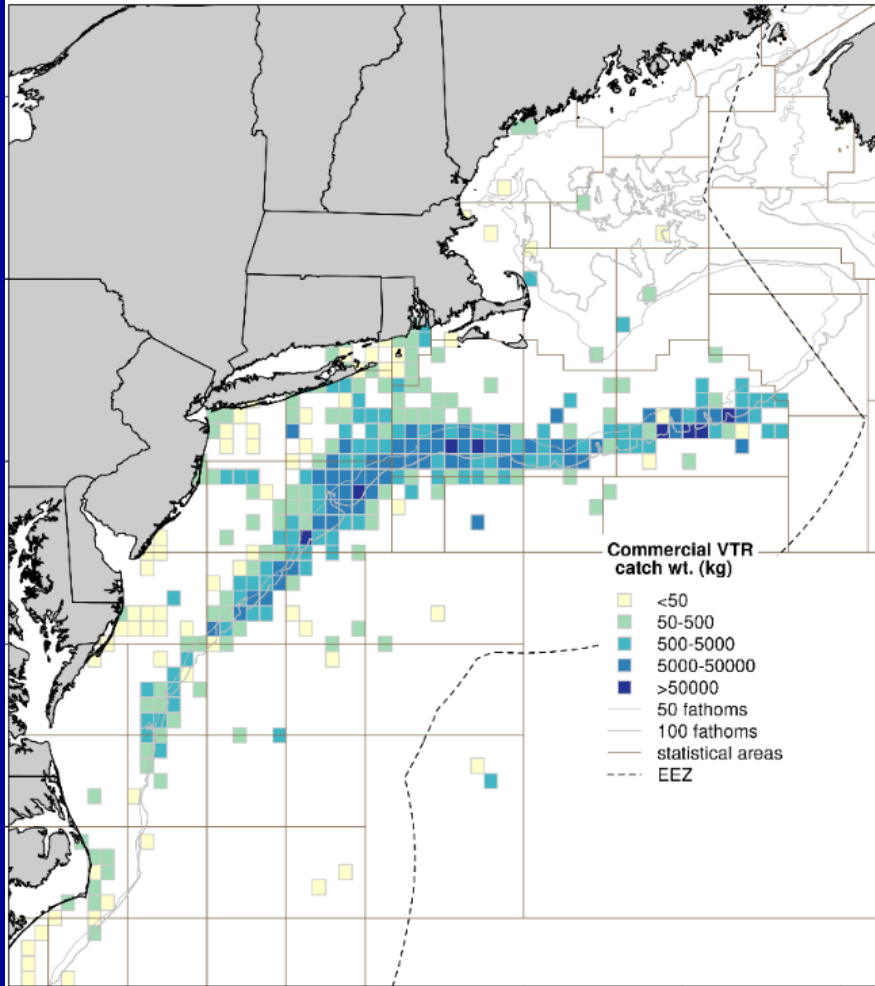 Commercial VTR
catch wt. (kg)
<50
50-500
500-5000
5000-50000
>50000
50 fathoms
100 fathoms
statistical areas
EEZ